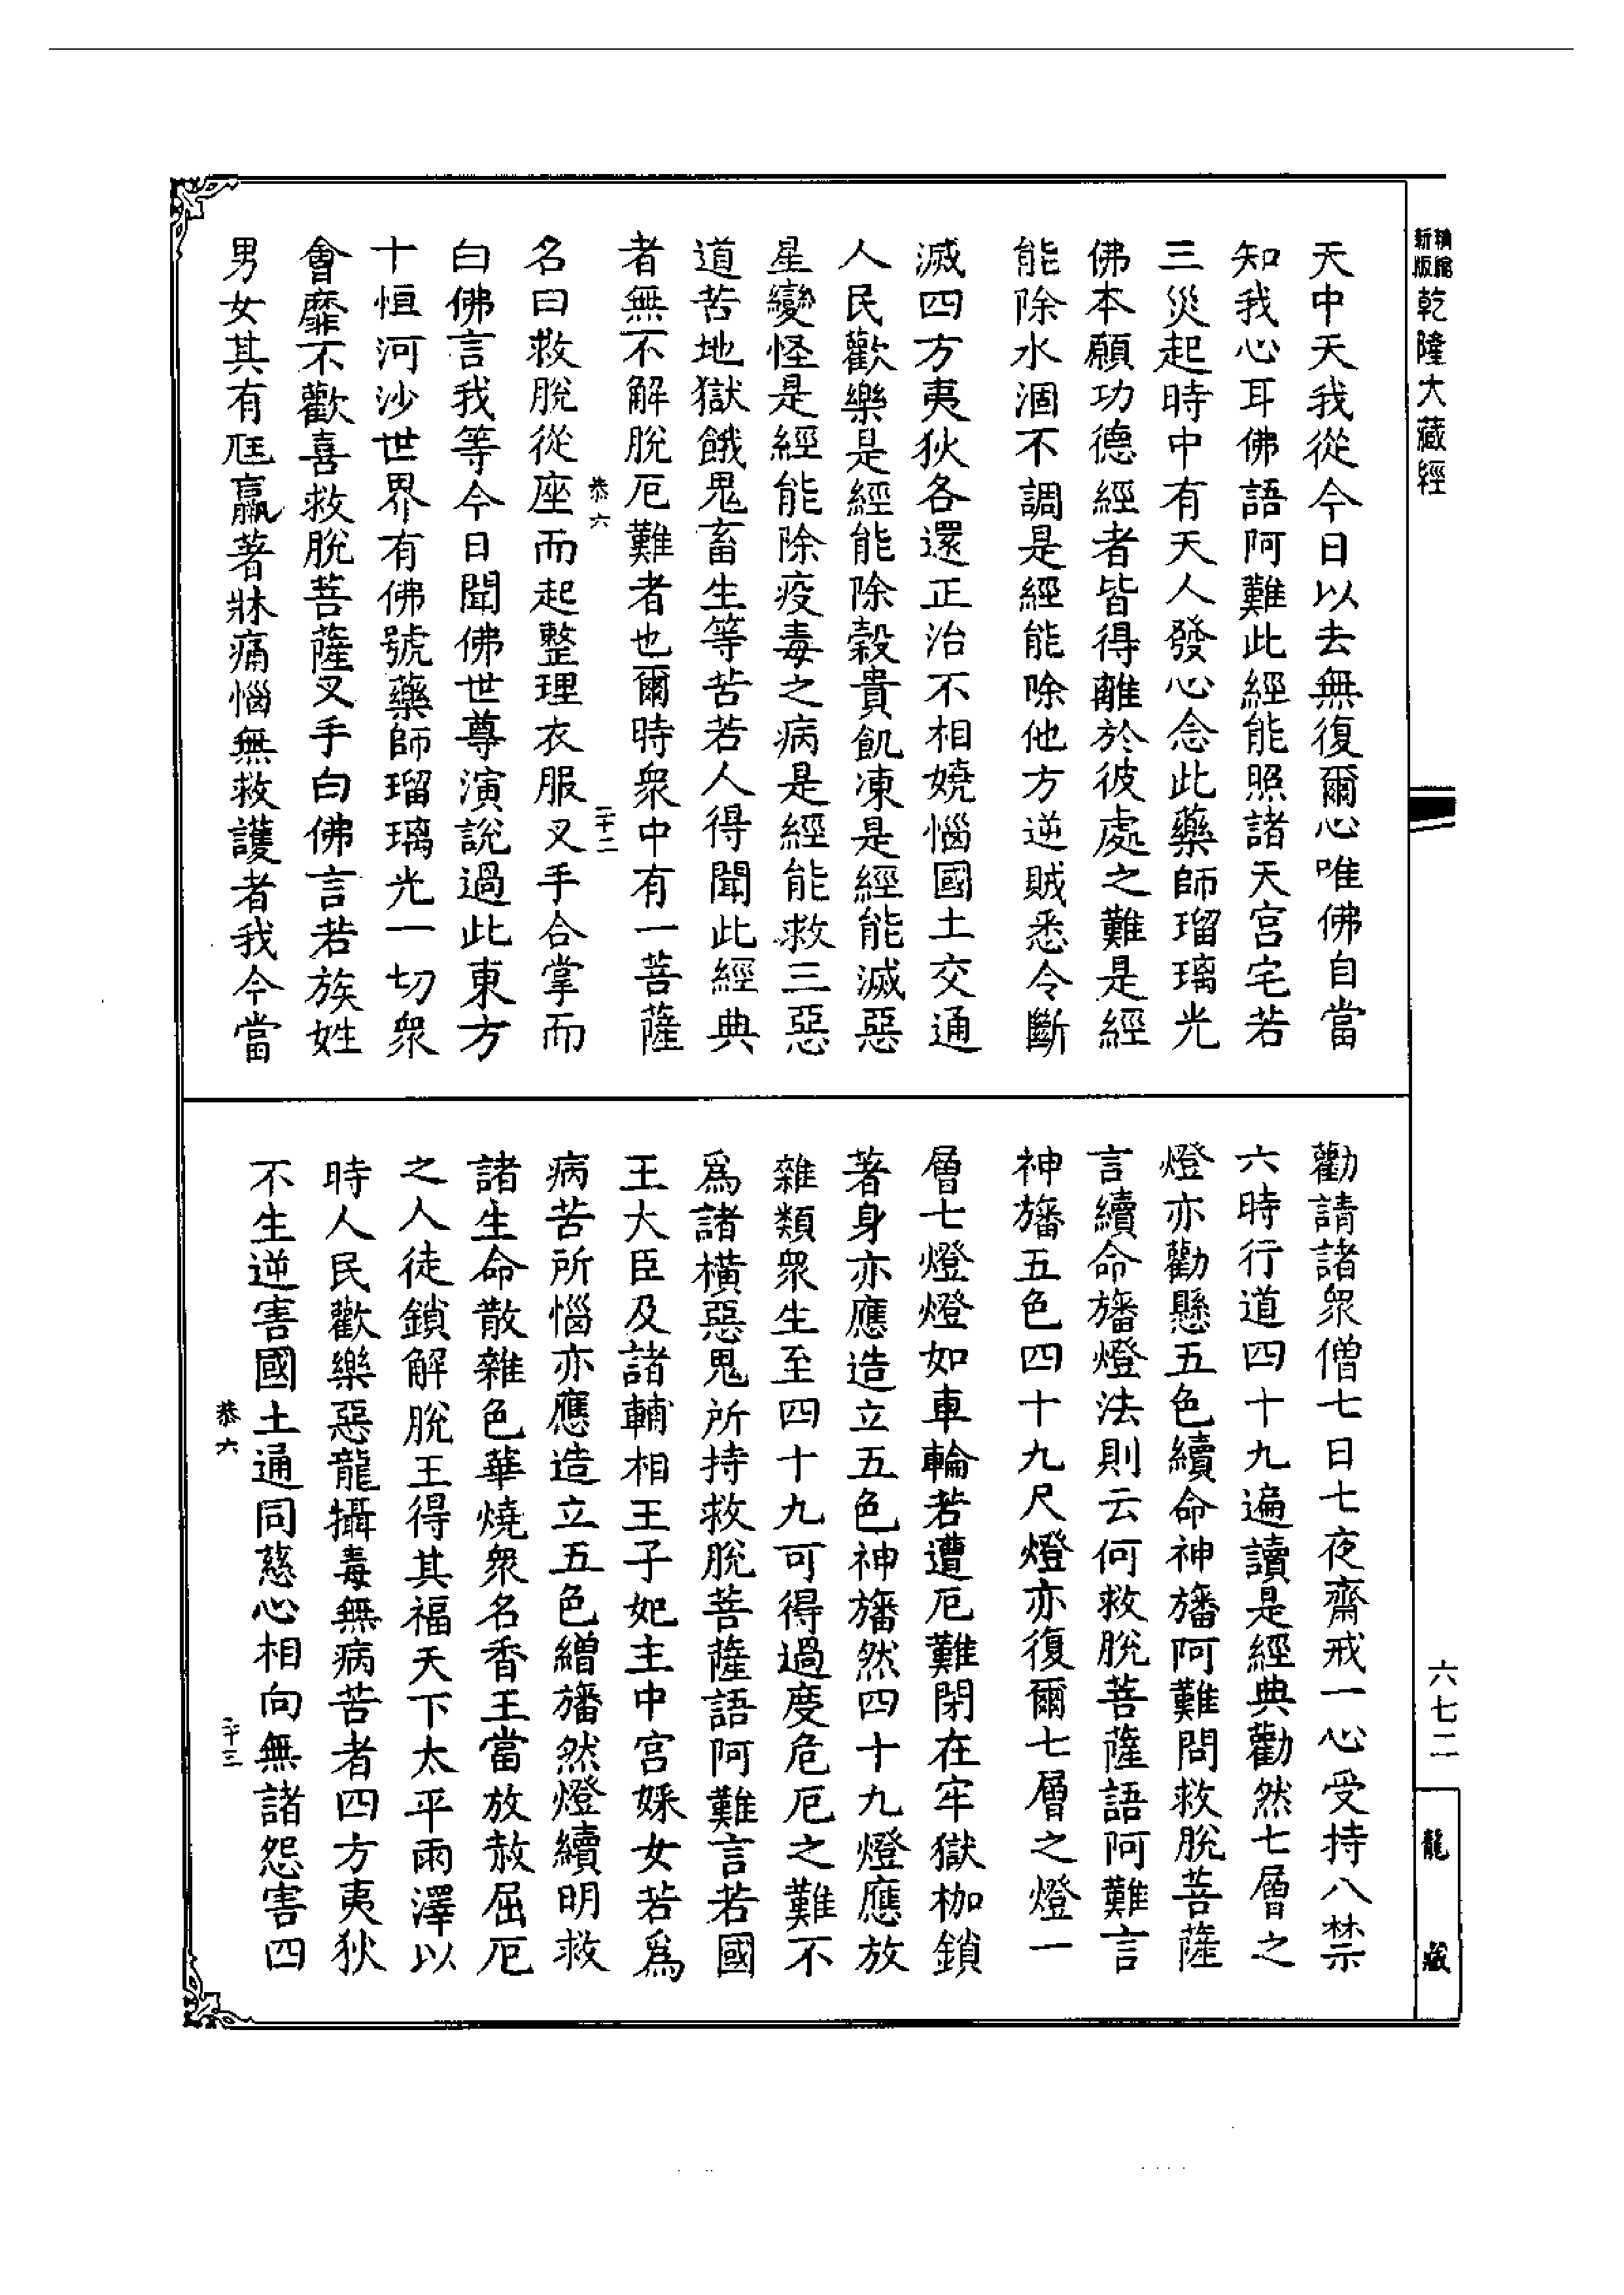 精縮新版乾隆大藏經
天中天我從今日以去無復爾心唯佛自當
知我心耳佛語阿難此經能照諸天宮宅若
三災起時中有天人發心念此藥師瑠璃光
佛本願功德經者皆得離於彼處之難是經
能除水涸不調是經能除他方逆賊悉令斷
滅四方夷狄各還正治不相嬈惱國土交通
人民歡樂是經能除穀貴飢凍是經能滅惡
星變怪是經能除疫毒之病是經能救三惡
道苦地獄餓鬼畜生等苦若人得聞此經典
者無不解脫厄難者也爾時衆中有一菩薩
恭六
二十二
名曰救脫從座而起整理衣服叉手合掌而
白佛言我等今日聞佛世尊演說過此東方
十恒河沙世界有佛號藥師瑠璃光一切衆
會靡不歡喜救脫菩薩叉手白佛言若族姓
男女其有尫羸著牀痛惱無救護者我今當
勸請諸衆僧七日七夜齋戒一心受持八禁
六時行道四十九遍讀是經典勸然七層之
燈亦勸懸五色續命神旛阿難問救脫菩薩
言續命旛燈法則云何救脫菩薩語阿難言
神旛五色四十九尺燈亦復爾七層之燈一
層七燈燈如車輪若遭厄難閉在牢獄枷鎖
著身亦應造立五色神旛然四十九燈應放
雜類衆生至四十九可得過度危厄之難不
爲諸橫惡鬼所持救脫菩薩語阿難言若國
王大臣及諸輔相王子妃主中宮婇女若爲
病苦所惱亦應造立五色繒旛然燈續明救
諸生命散雜色華燒衆名香王當放赦屈厄
之人徒鎖解脫王得其福天下太平雨澤以
時人民歡樂惡龍攝毒無病苦者四方夷狄
不生逆害國土通同慈心相向無諸怨害四
恭六
二十三
六七二
龍藏